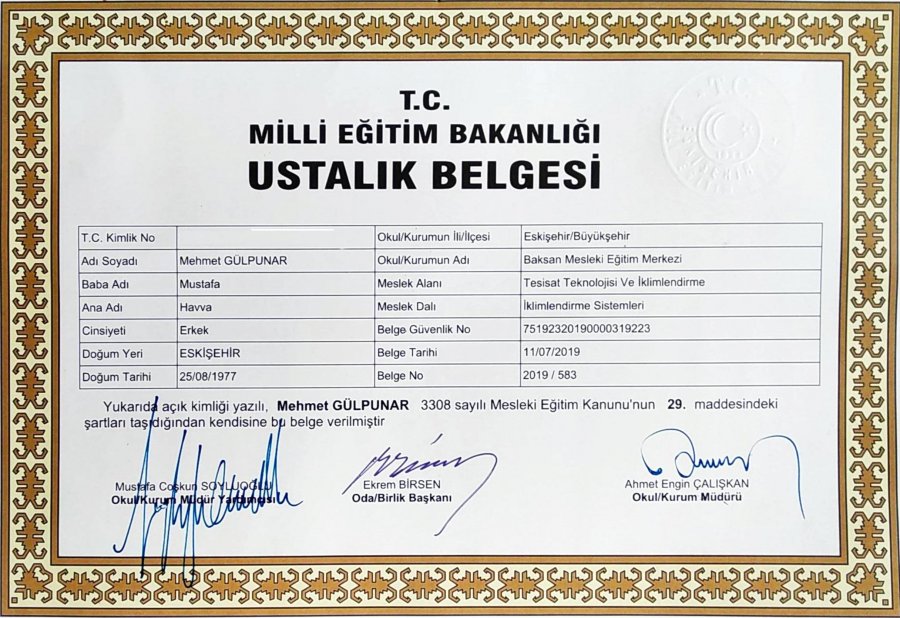 T.C.
MİLLİ EĞİTİM BAKANLIĞI
USTALIK BELGESİ
T.C. Kimlik No Okul/Kurumun İli/İlçesi Eskişehir/Büyükşehir
Adı Soyadı Mehmet GÜLPUNAR Okul/Kurumun Adı Baksan Mesleki Eğitim Merkezi
Baba Adı Mustafa Meslek Alanı Tesisat Teknolojisi Ve İklimlendirme
Ana Adı Havva Meslek Dalı İklimlendirme Sistemleri
Cinsiyeti Erkek Belge Güvenlik No 75192320190000319223
Doğum Yeri ESKİŞEHİR Belge Tarihi 11/07/2019
Doğum Tarihi 25/08/1977 Belge No 2019 / 583
Yukarıda açık kimliği yazılı, Mehmet GÜLPUNAR 3308 sayılı Mesleki Eğitim Kanunu'nun 29. maddesindeki
şartları taşıdığından kendisine bu belge verilmiştir
Mustafa Coşkun SOYLUOĞLU Ekrem BİRSEN Ahmet Engin ÇALIŞKAN
Okul/Kurum Müdür Yardımcısı Oda/Birlik Başkanı Okul/Kurum Müdürü